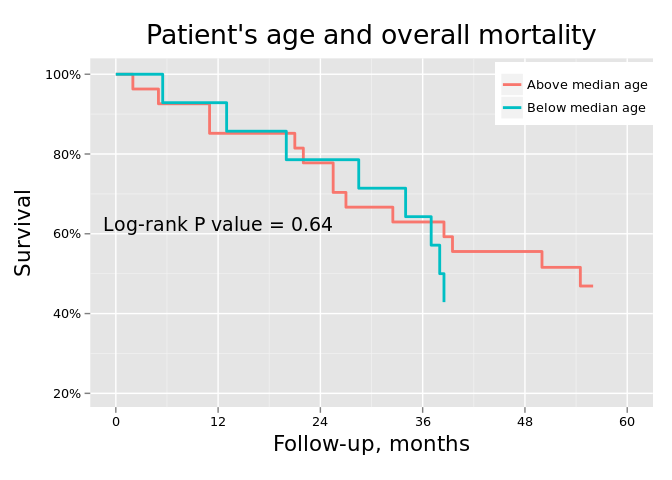 Patient's age and overall mortality
100%
80%
60%
40%
20%
Survival
Above median age
Below median age
Log-rank P value = 0.64
0 12 24 36 48 60
Follow-up, months